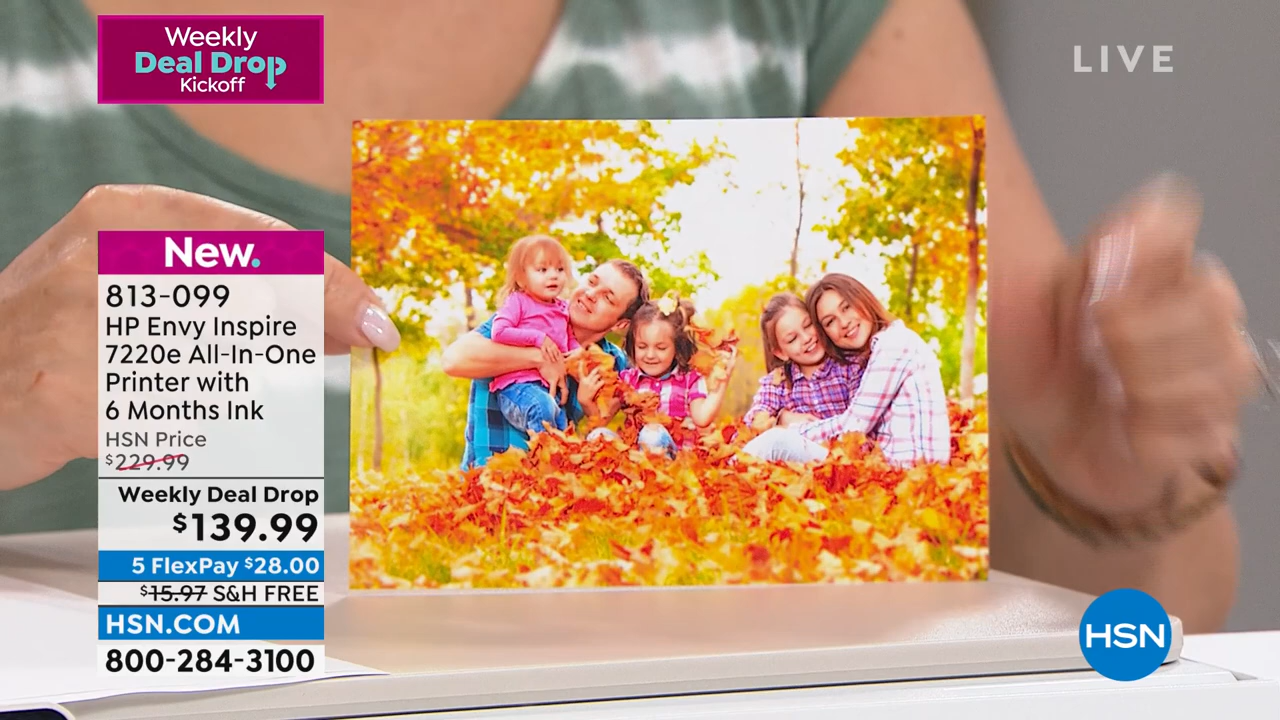 Weekly
Deal Drop
Kickoff
LIVE
New.
813-099
HP Envy Inspire
7220e All-In-One
Printer with
6 Months Ink
HSN Price
$229.99
Weekly Deal Drop
$139.99
5 FlexPay $28.00
$15.97 S&H FREE
HSN.COM
800-284-3100
HSN